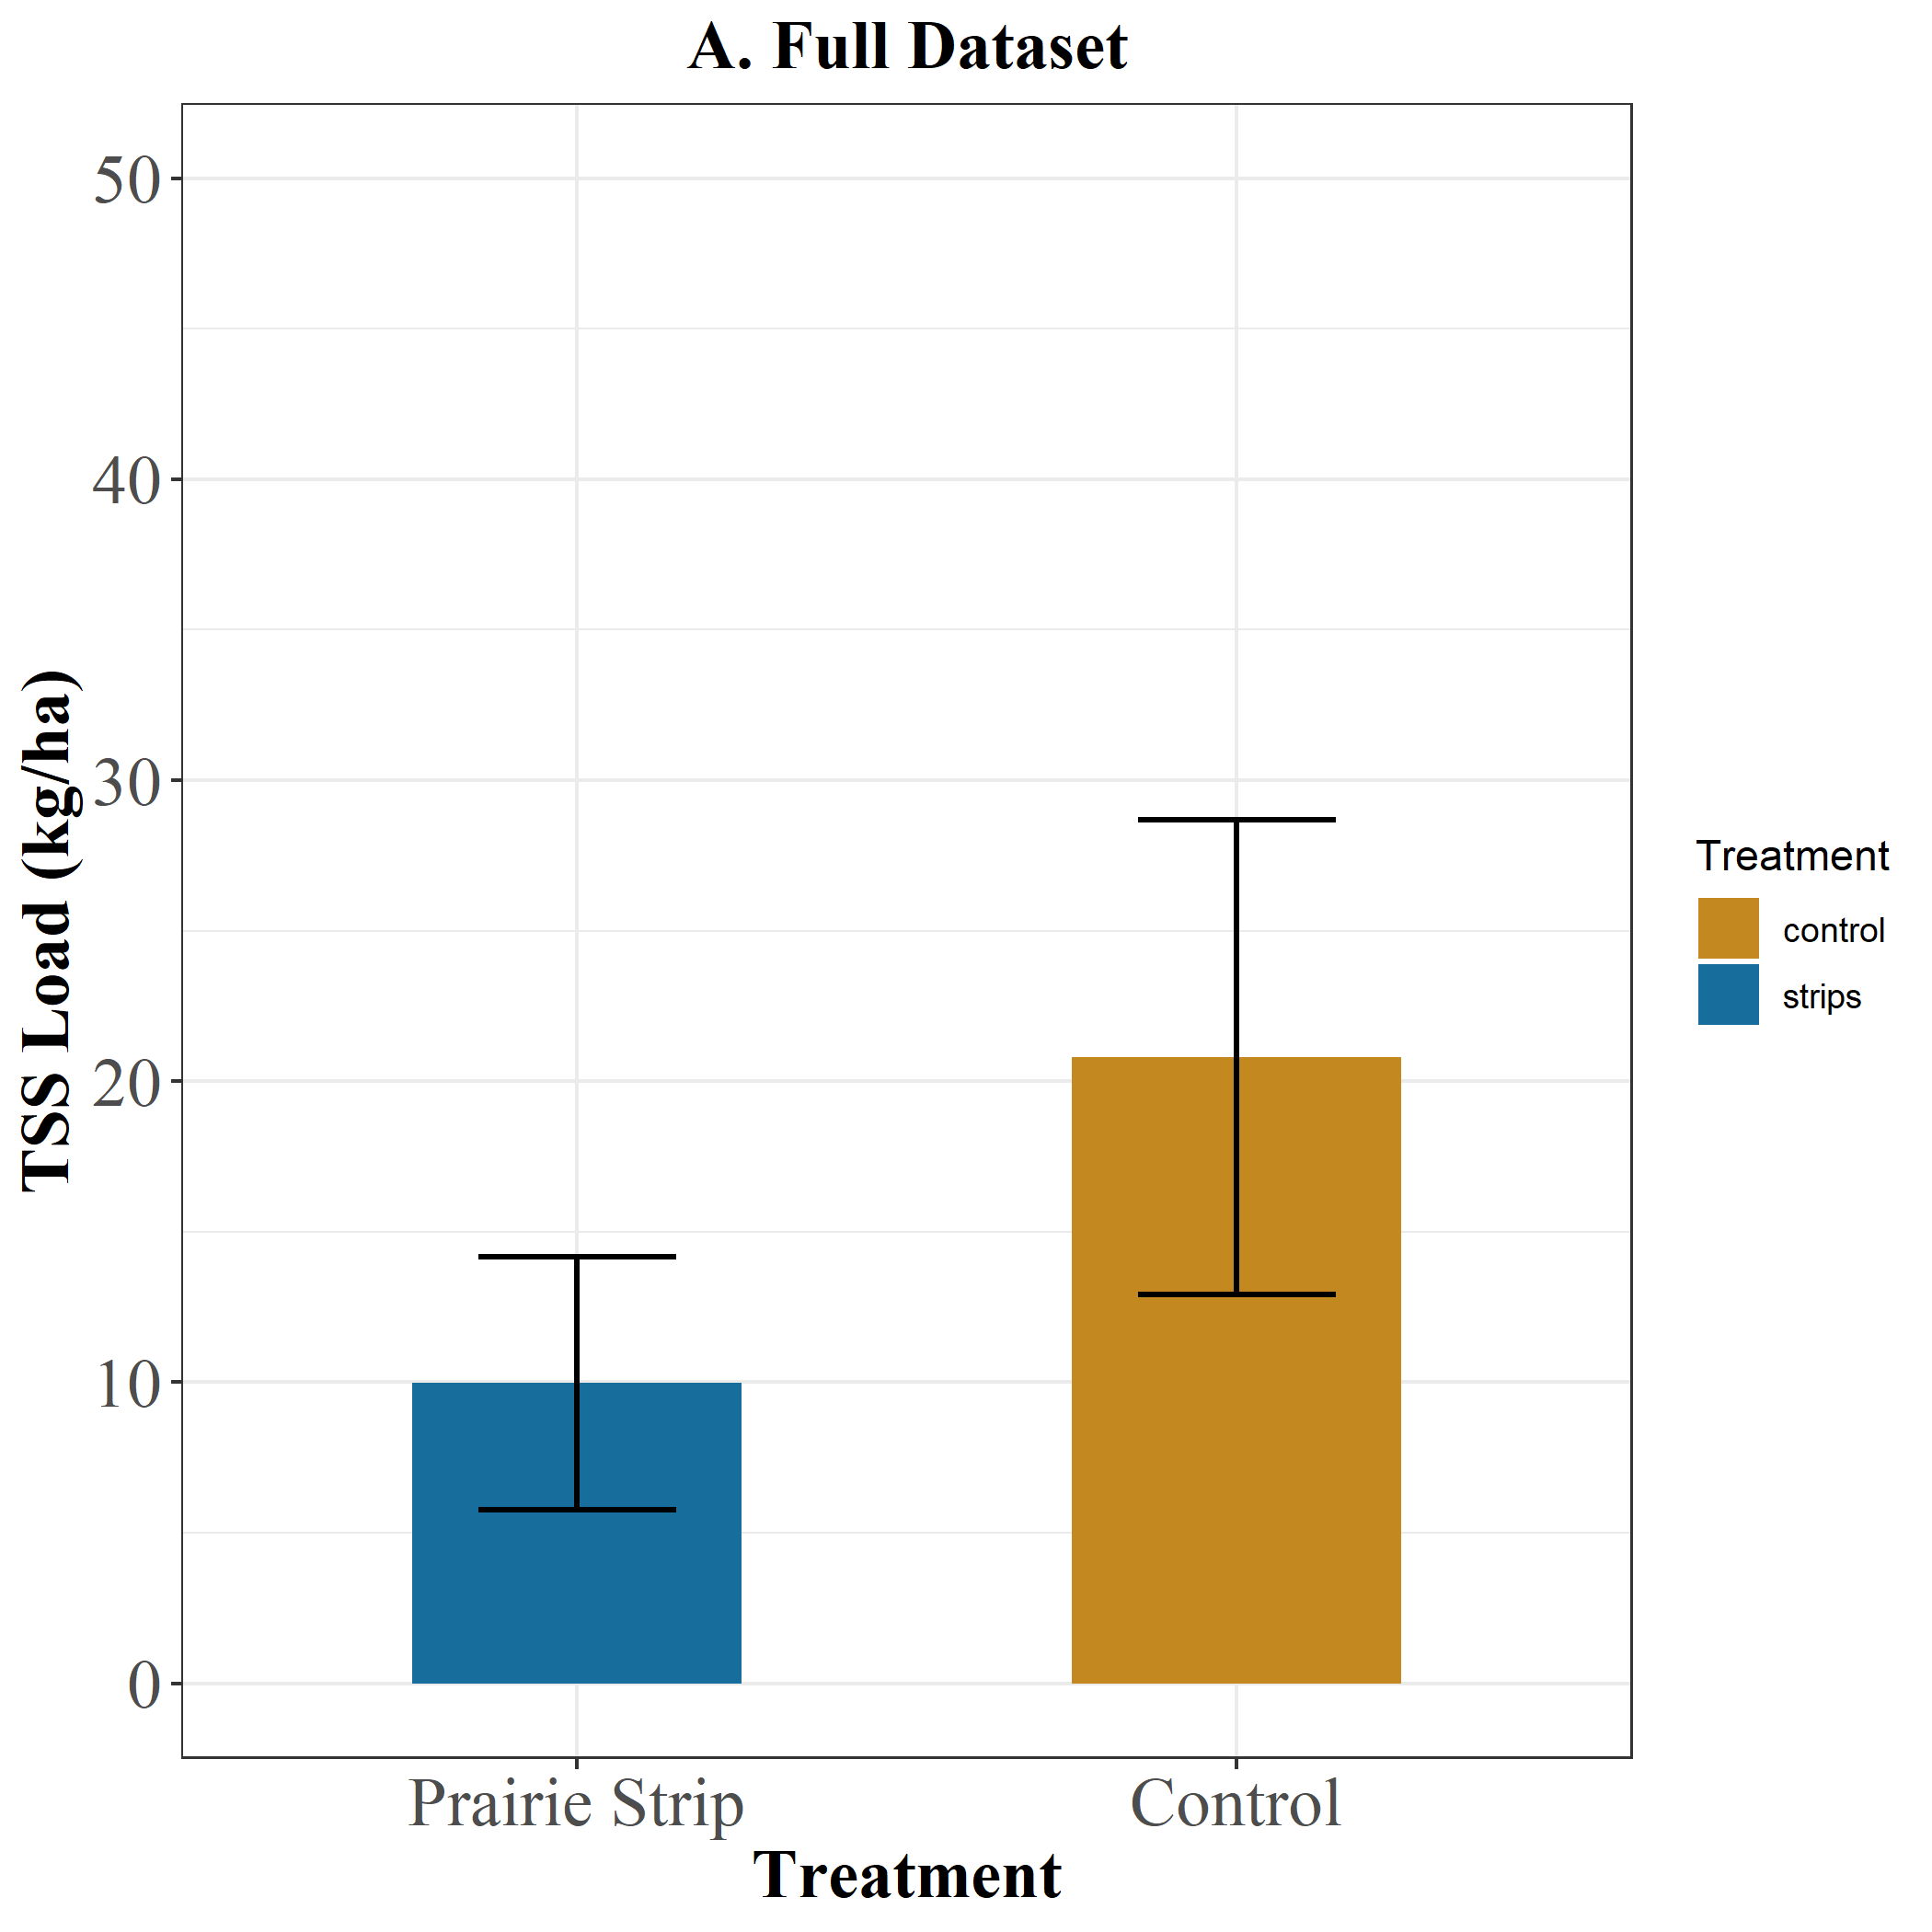 A. Full Dataset
TSS Load (kg/ha)
50
40
30
20
10
0
Prairie Strip
Control
Treatment
Treatment
control
strips